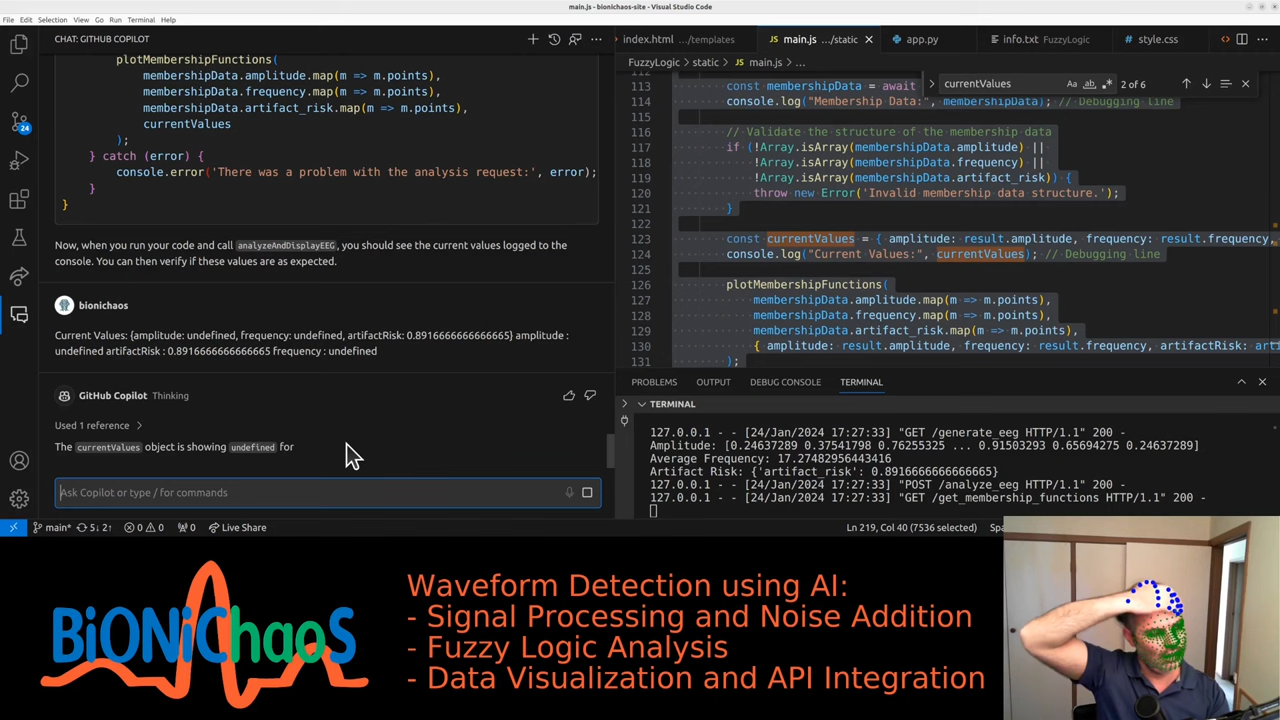 main.js - bionichaos-site - Visual Studio Code
File Edit Selection View Go Run Terminal Help
CHAT: GITHUB COPILOT
index.html .../templates
main.js .../static
app.py
info.txt FuzzyLogic
style.css
FuzzyLogic > static > main.js > ...
currentValues
Aa
ab
2 of 6
plotMembershipFunctions(
membershipData.amplitude.map(m => m.points),
membershipData.frequency.map(m => m.points),
membershipData.artifact_risk.map(m => m.points),
currentValues
);
} catch (error) {
console.error('There was a problem with the analysis request:', error);
}
}
Now, when you run your code and call analyzeAndDisplayEEG, you should see the current values logged to the
console. You can then verify if these values are as expected.
bionichaos
Current Values: {amplitude: undefined, frequency: undefined, artifactRisk: 0.8916666666666665} amplitude :
undefined artifactRisk : 0.8916666666666665 frequency : undefined
GitHub Copilot Thinking
Used 1 reference >
The currentValues object is showing undefined for
Ask Copilot or type / for commands
24
113 const membershipData = await
114 console.log("Membership Data:", membershipData); // Debugging line
115
116 // Validate the structure of the membership data
117 if (!Array.isArray(membershipData.amplitude) ||
118 !Array.isArray(membershipData.frequency) ||
119 !Array.isArray(membershipData.artifact_risk)) {
120 throw new Error('Invalid membership data structure.');
121 }
122
123 const currentValues = { amplitude: result.amplitude, frequency: result.frequency,
124 console.log("Current Values:", currentValues); // Debugging line
125
126 plotMembershipFunctions(
127 membershipData.amplitude.map(m => m.points),
128 membershipData.frequency.map(m => m.points),
129 membershipData.artifact_risk.map(m => m.points),
130 { amplitude: result.amplitude, frequency: result.frequency, artifactRisk:
131 );
PROBLEMS OUTPUT DEBUG CONSOLE TERMINAL
TERMINAL
127.0.0.1 - - [24/Jan/2024 17:27:33] "GET /generate_eeg HTTP/1.1" 200 -
Amplitude: [0.24637289 0.37541798 0.76255325 ... 0.91503293 0.65694275 0.24637289]
Average Frequency: 17.27482956443416
Artifact Risk: {'artifact_risk': 0.8916666666666665}
127.0.0.1 - - [24/Jan/2024 17:27:33] "POST /analyze_eeg HTTP/1.1" 200 -
127.0.0.1 - - [24/Jan/2024 17:27:33] "GET /get_membership_functions HTTP/1.1" 200 -
main* 5↓ 2↑ 0 0 0 Live Share
Ln 219, Col 40 (7536 selected)
BiONiChaoS
Waveform Detection using AI:
- Signal Processing and Noise Addition
- Fuzzy Logic Analysis
- Data Visualization and API Integration